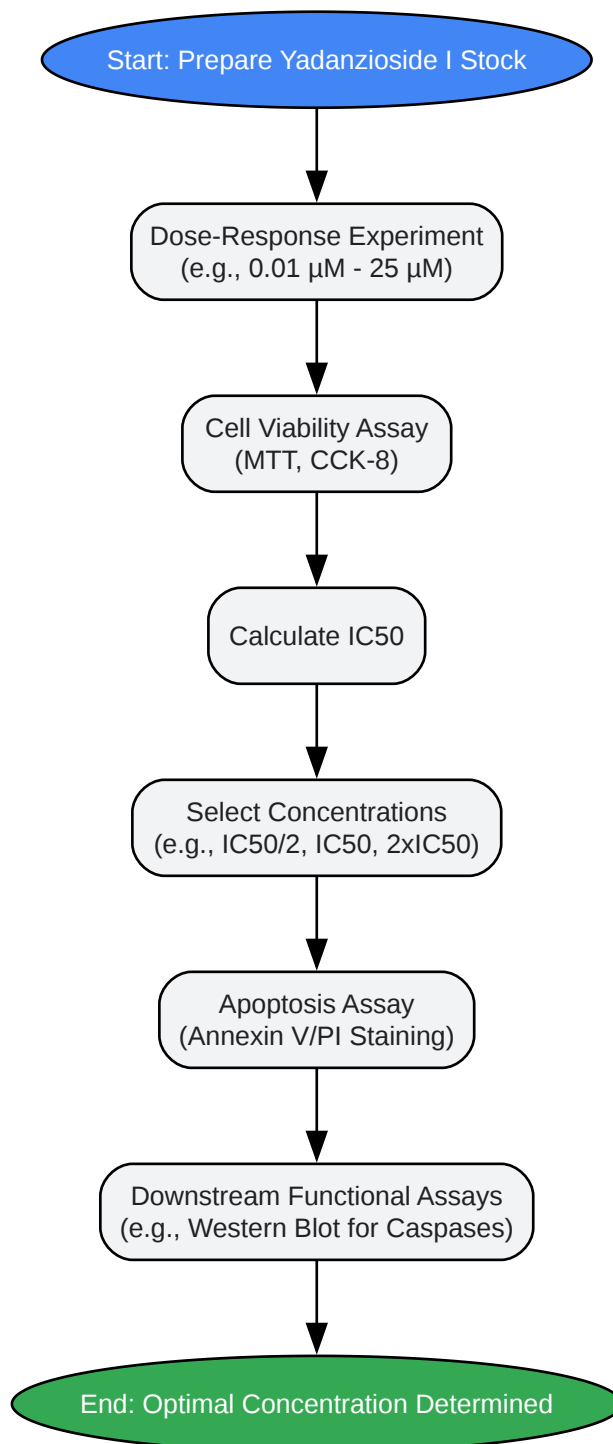 Start: Prepare Yadanzioside I Stock
Dose-Response Experiment
(e.g., 0.01 µM - 25 µM)
Cell Viability Assay
(MTT, CCK-8)
Calculate IC50
Select Concentrations
(e.g., IC50/2, IC50, 2xIC50)
Apoptosis Assay
(Annexin V/PI Staining)
Downstream Functional Assays
(e.g., Western Blot for Caspases)
End: Optimal Concentration Determined